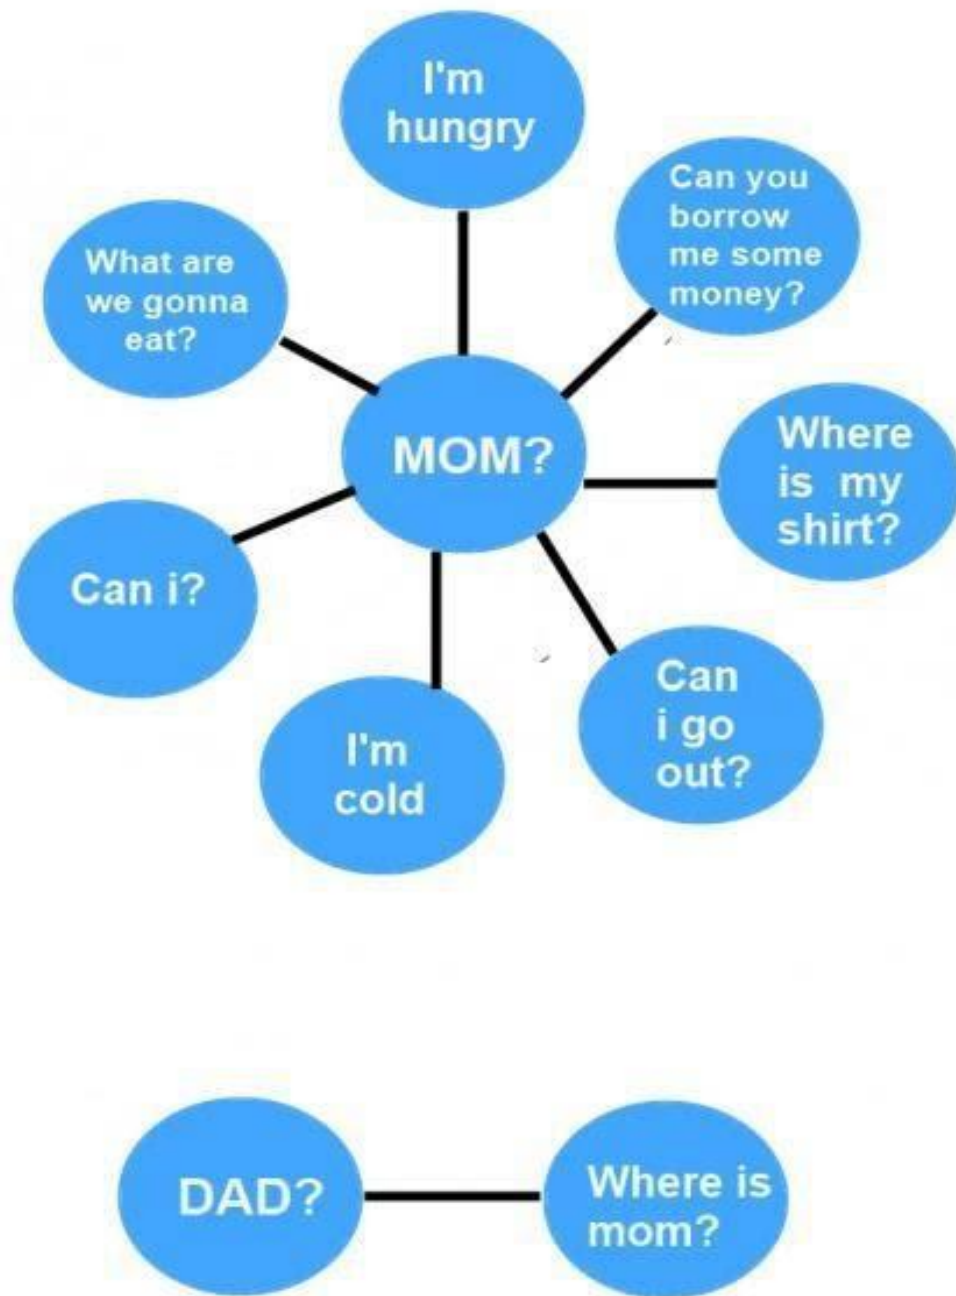 I'm
hungry
Can you
borrow
me some
money?
What are
we gonna
eat?
MOM?
Where
is my
shirt?
Can i?
Can
i go
out?
I'm
cold
DAD?
Where is
mom?